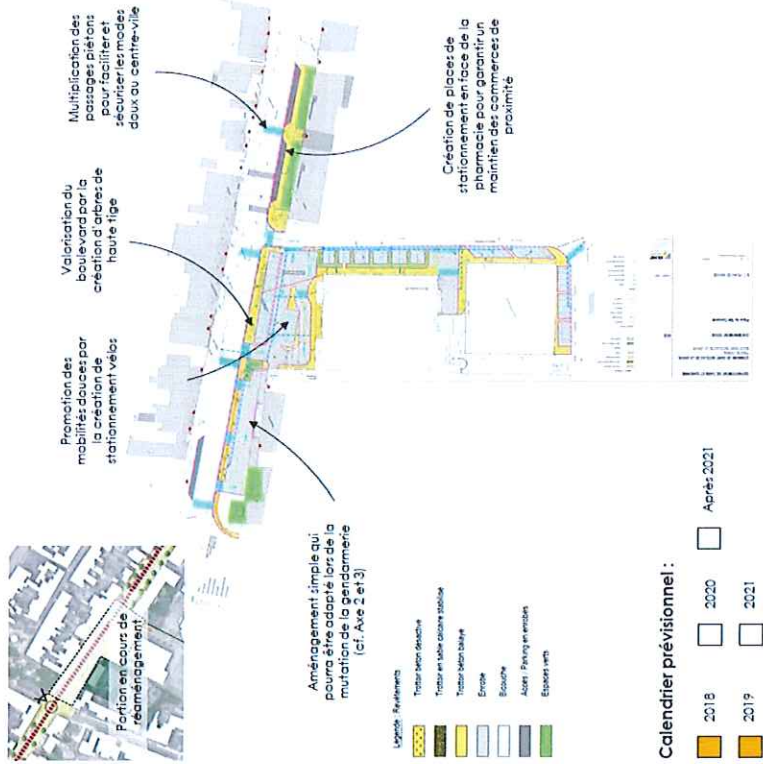 Multiplication des
passages piétons
pour faciliter et
sécuriser les modes
doux au centre-ville
Valorisation du
boulevard par la
création d'arbres de
haute tige
Promotion des
mobilités douces par
la création de
stationnement vélos
Création de places de
stationnement en face de la
pharmacie pour garantir un
maintien des commerces de
proximité
Portion en cours de
réaménagement
Aménagement simple qui
pourra être adapté lors de la
mutation de la gendarmerie
(cf. Axe 2 et 3)
Légende : Revêtements
Trottoir béton désactivé
Trottoir en sable calcaire stabilisé
Trottoir béton balayé
Enrobé
Bicouche
Accès - Parking en enrobés
Espaces verts
Calendrier prévisionnel :
2018
2020
Après 2021
2019
2021